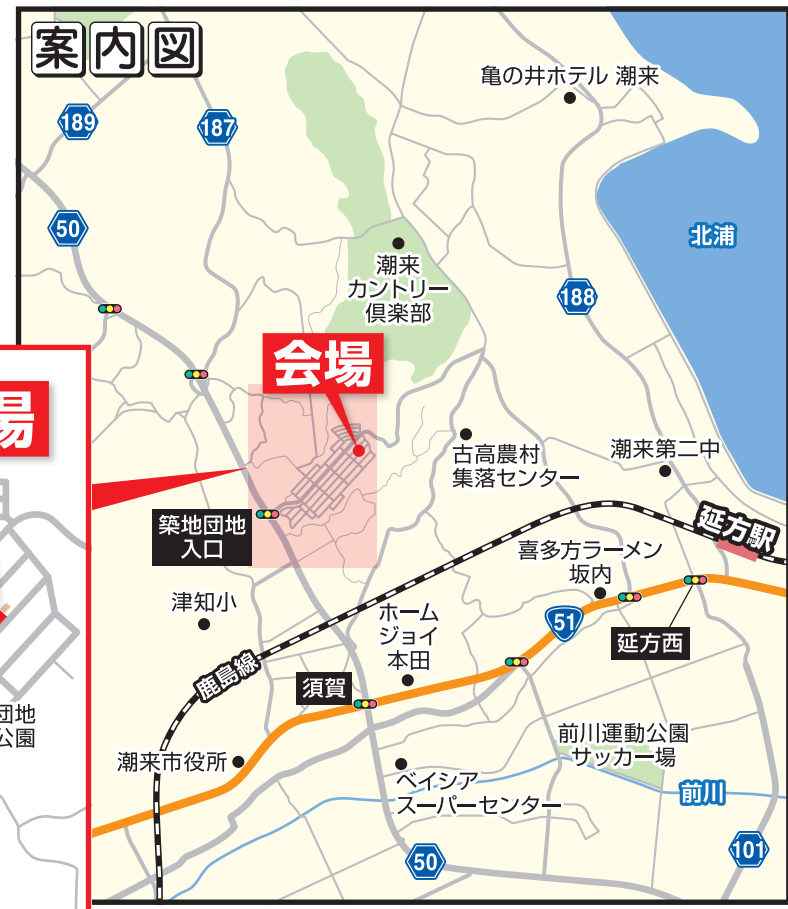 案内図
亀の井ホテル 潮来
189
187
50
北浦
潮来
カントリー
倶楽部
188
会場
場
古高農村
集落センター
潮来第二中
築地団地
入口
延方駅
喜多方ラーメン
坂内
津知小
ホーム
ジョイ
本田
51
延方西
鹿島線
須賀
団地
公園
前川運動公園
サッカー場
潮来市役所
ベイシア
スーパーセンター
前川
50
101